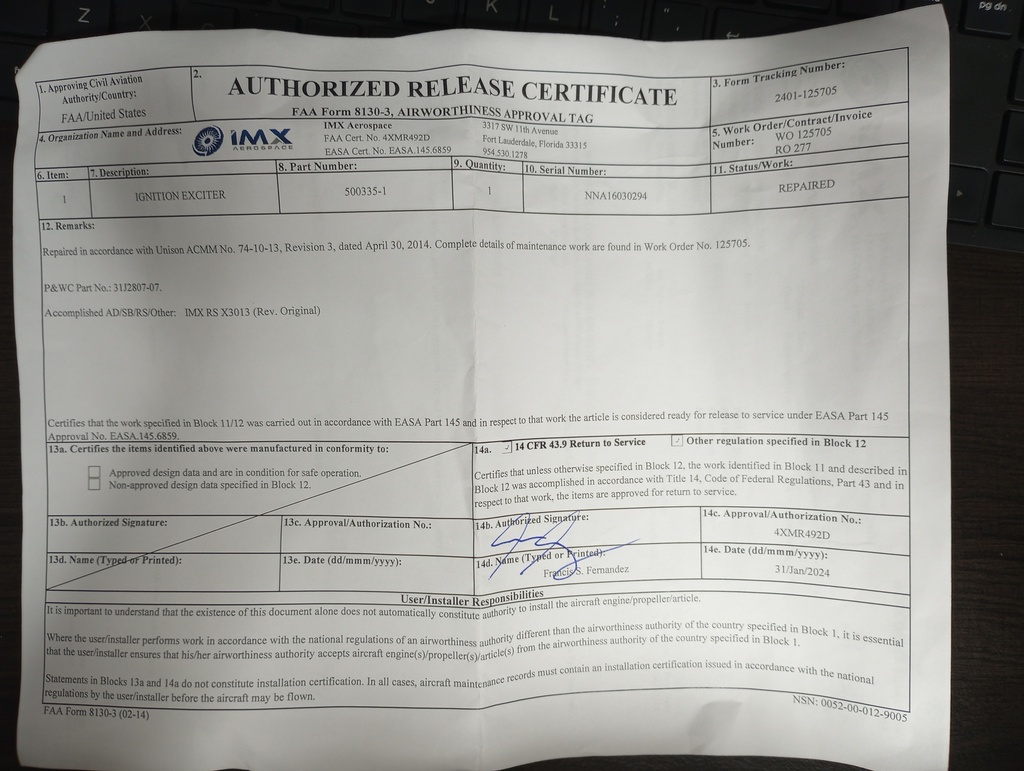 Z
X
K
L
;
"
pg dn
1. Approving Civil Aviation
Authority/Country:
FAA/United States
2.
AUTHORIZED RELEASE CERTIFICATE
FAA Form 8130-3, AIRWORTHINESS APPROVAL TAG
3. Form Tracking Number:
2401-125705
4. Organization Name and Address:
IMX
AEROSPACE
IMX Aerospace
FAA Cert. No. 4XMR492D
EASA Cert. No. EASA.145.6859
3317 SW 11th Avenue
Fort Lauderdale, Florida 33315
954.530.1278
5. Work Order/Contract/Invoice
Number: WO 125705
RO 277
6. Item:
7. Description:
8. Part Number:
9. Quantity:
10. Serial Number:
11. Status/Work:
1
IGNITION EXCITER
500335-1
1
NNA16030294
REPAIRED
12. Remarks:
Repaired in accordance with Unison ACMM No. 74-10-13, Revision 3, dated April 30, 2014. Complete details of maintenance work are found in Work Order No. 125705.
P&WC Part No.: 31J2807-07.
Accomplished AD/SB/RS/Other: IMX RS X3013 (Rev. Original)
Certifies that the work specified in Block 11/12 was carried out in accordance with EASA Part 145 and in respect to that work the article is considered ready for release to service under EASA Part 145
Approval No. EASA.145.6859.
13a. Certifies the items identified above were manufactured in conformity to:
Approved design data and are in condition for safe operation.
Non-approved design data specified in Block 12.
14a. ✓ 14 CFR 43.9 Return to Service ✓ Other regulation specified in Block 12
Certifies that unless otherwise specified in Block 12, the work identified in Block 11 and described in
Block 12 was accomplished in accordance with Title 14, Code of Federal Regulations, Part 43 and in
respect to that work, the items are approved for return to service.
13b. Authorized Signature:
13c. Approval/Authorization No.:
14b. Authorized Signature:
14c. Approval/Authorization No.:
4XMR492D
13d. Name (Typed or Printed):
13e. Date (dd/mmm/yyyy):
14d. Name (Typed or Printed):
Francis S. Fernandez
14e. Date (dd/mmm/yyyy):
31/Jan/2024
User/Installer Responsibilities
It is important to understand that the existence of this document alone does not automatically constitute authority to install the aircraft engine/propeller/article.
Where the user/installer performs work in accordance with the national regulations of an airworthiness authority different than the airworthiness authority of the country specified in Block 1, it is essential
that the user/installer ensures that his/her airworthiness authority accepts aircraft engine(s)/propeller(s)/article(s) from the airworthiness authority of the country specified in Block 1.
Statements in Blocks 13a and 14a do not constitute installation certification. In all cases, aircraft maintenance records must contain an installation certification issued in accordance with the national
regulations by the user/installer before the aircraft may be flown.
FAA Form 8130-3 (02-14)
NSN: 0052-00-012-9005